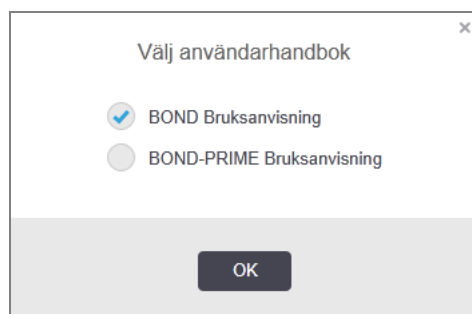 Välj användarhandbok
BOND Bruksanvisning
BOND-PRIME Bruksanvisning
OK